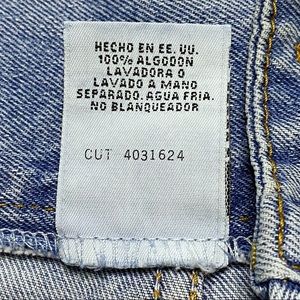 HECHO EN EE. UU.
100% ALGODON
LAVADORA O
LAVADO A MANO
SEPARADO. AGUA FRIA.
NO BLANQUEADOR
CUT 4031624